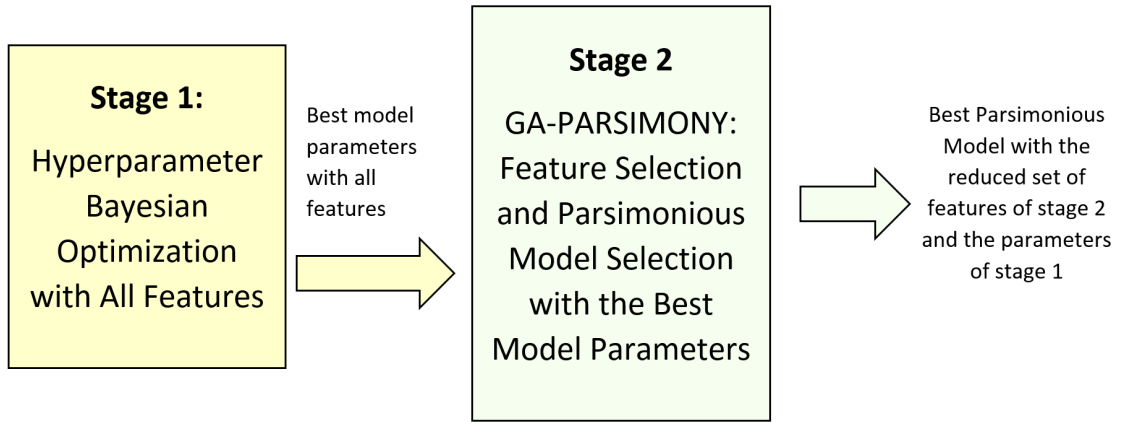 Stage 1:
Hyperparameter
Bayesian
Optimization
with All Features
Best model
parameters
with all
features
Stage 2
GA-PARSIMONY:
Feature Selection
and Parsimonious
Model Selection
with the Best
Model Parameters
Best Parsimonious
Model with the
reduced set of
features of stage 2
and the parameters
of stage 1